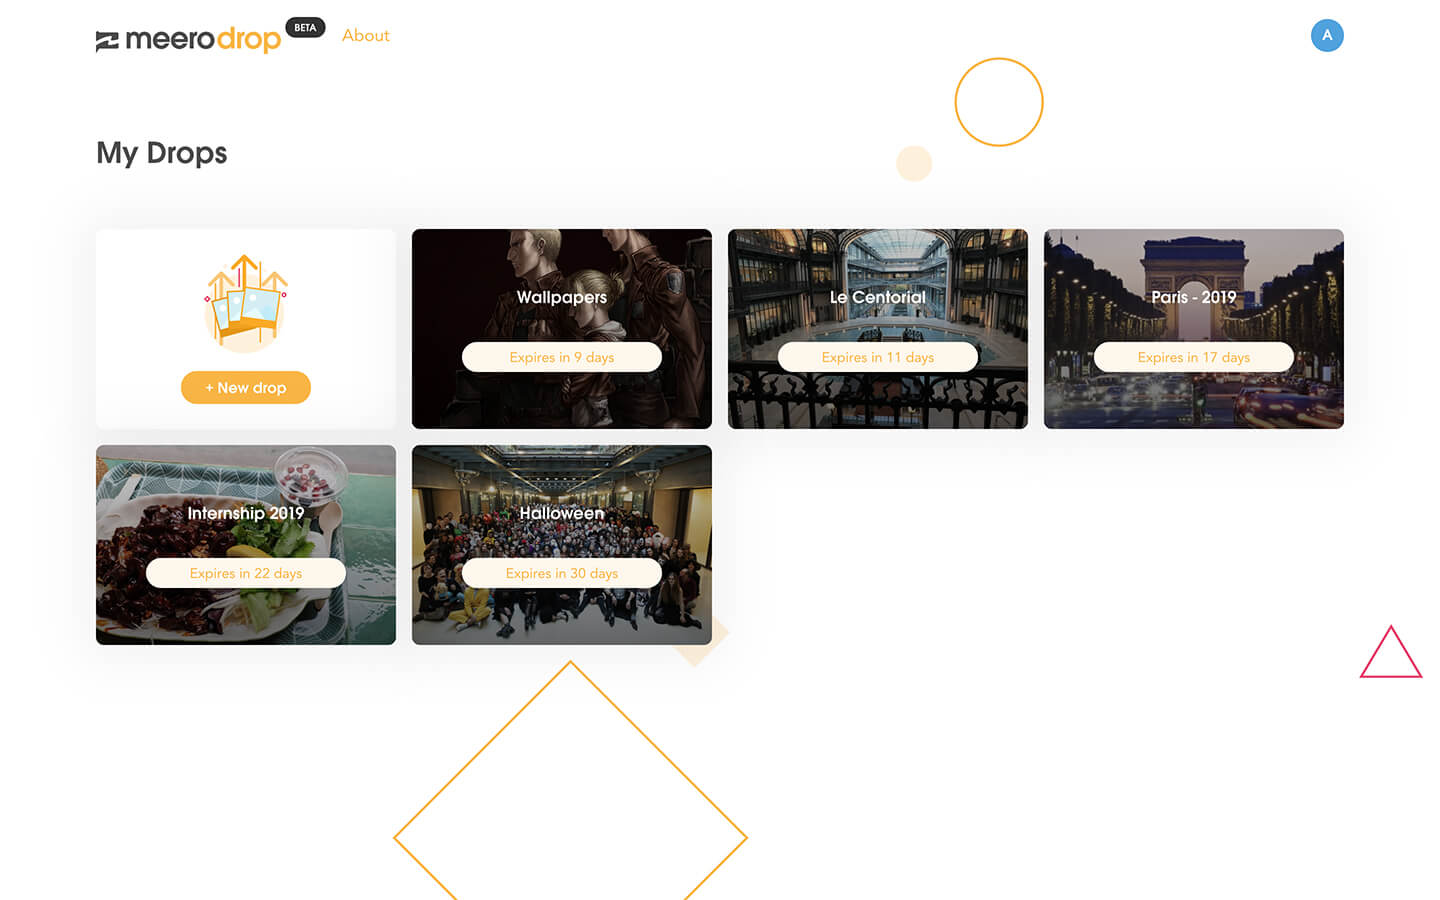 meerodrop BETA About A
My Drops
Wallpapers
Expires in 9 days
Le Centorial
Expires in 11 days
Paris - 2019
Expires in 17 days
+ New drop
Internship 2019
Expires in 22 days
Halloween
Expires in 30 days